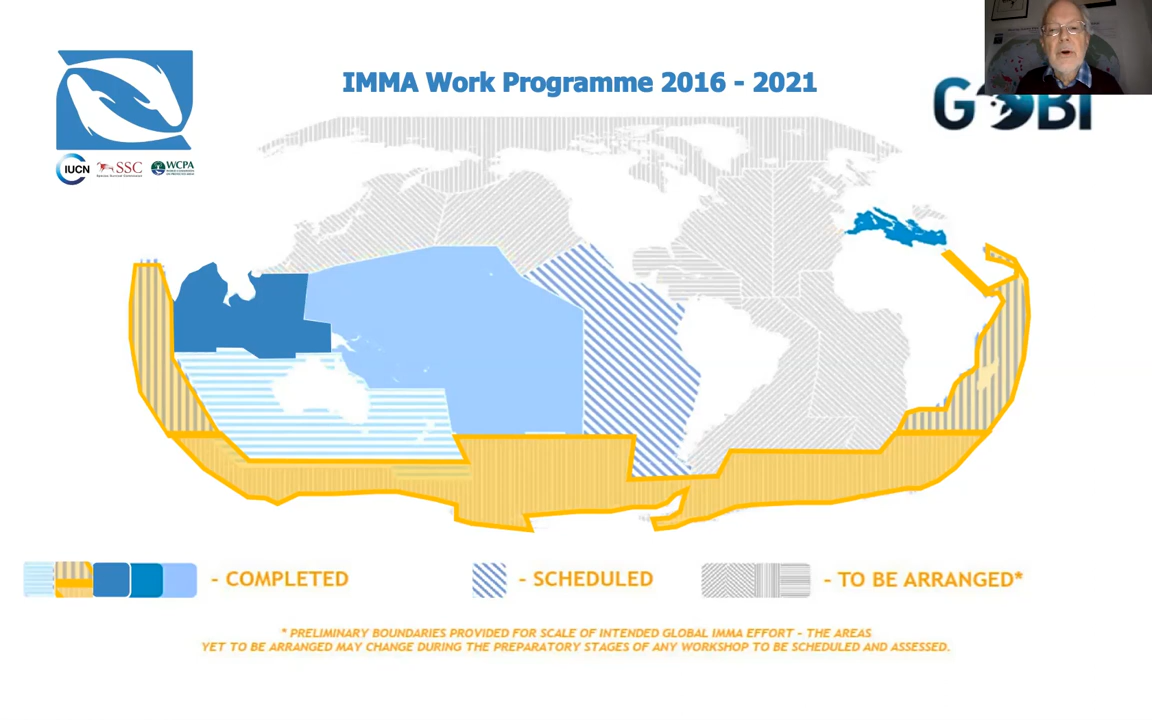 IMMA Work Programme 2016 - 2021
GOBI
IUCN SSC WCPA
- COMPLETED
- SCHEDULED
- TO BE ARRANGED*
* PRELIMINARY BOUNDARIES PROVIDED FOR SCALE OF INTENDED GLOBAL IMMA EFFORT - THE AREAS
YET TO BE ARRANGED MAY CHANGE DURING THE PREPARATORY STAGES OF ANY WORKSHOP TO BE SCHEDULED AND ASSESSED.